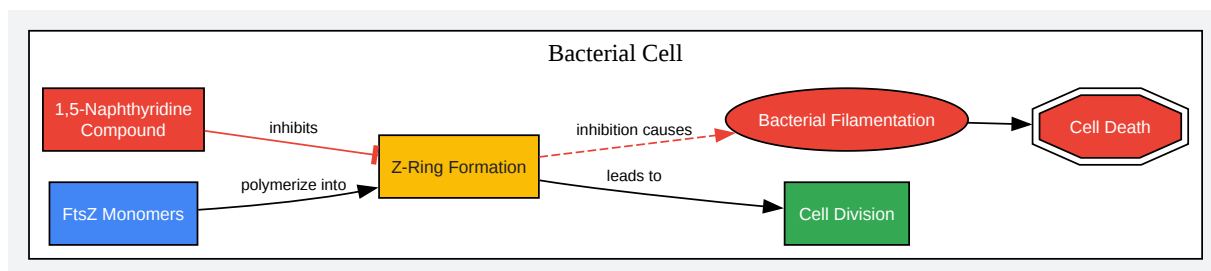 Bacterial Cell
1,5-Naphthyridine
Compound
inhibits
FtsZ Monomers
polymerize into
Z-Ring Formation
inhibition causes
leads to
Bacterial Filamentation
Cell Division
Cell Death